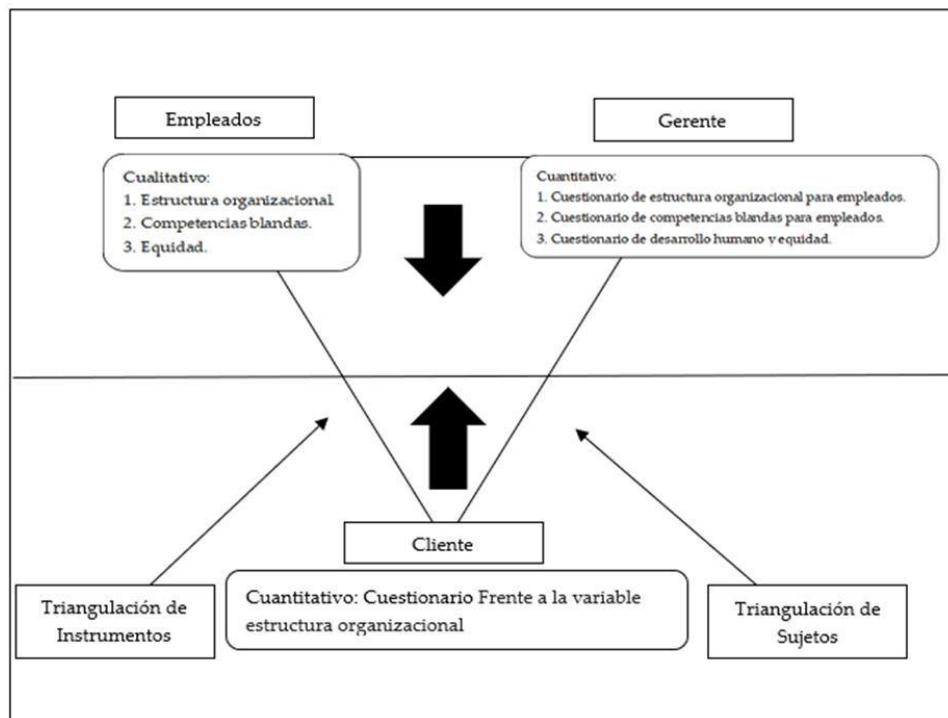 Empleados
Gerente
Cualitativo:
1. Estructura organizacional.
2. Competencias blandas.
3. Equidad.
Cuantitativo:
1. Cuestionario de estructura organizacional para empleados.
2. Cuestionario de competencias blandas para empleados.
3. Cuestionario de desarrollo humano y equidad.
Cliente
Cuantitativo: Cuestionario Frente a la variable
estructura organizacional
Triangulación de
Instrumentos
Triangulación de
Sujetos